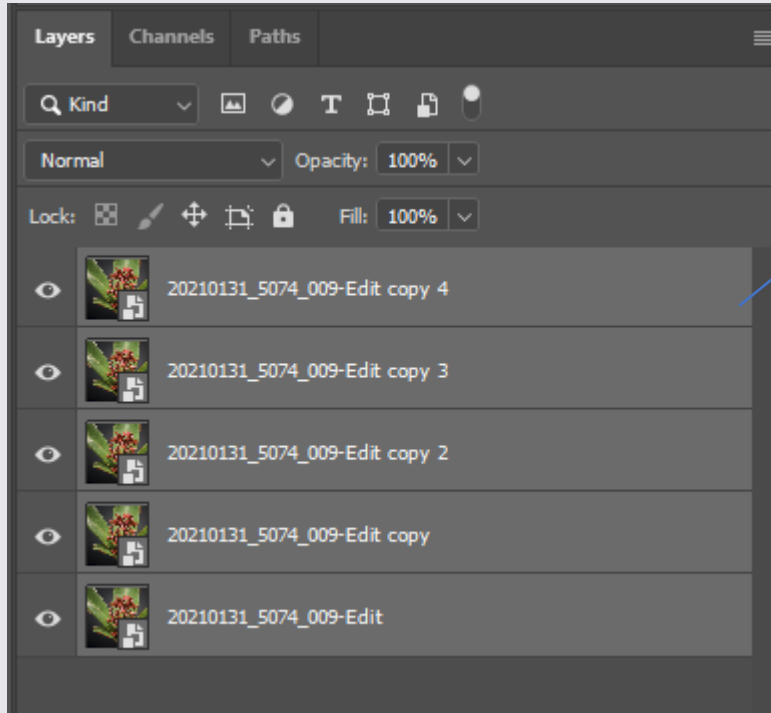 Layers Channels Paths
Kind T
Normal Opacity: 100%
Lock: Fill: 100%
20210131_5074_009-Edit copy 4
20210131_5074_009-Edit copy 3
20210131_5074_009-Edit copy 2
20210131_5074_009-Edit copy
20210131_5074_009-Edit